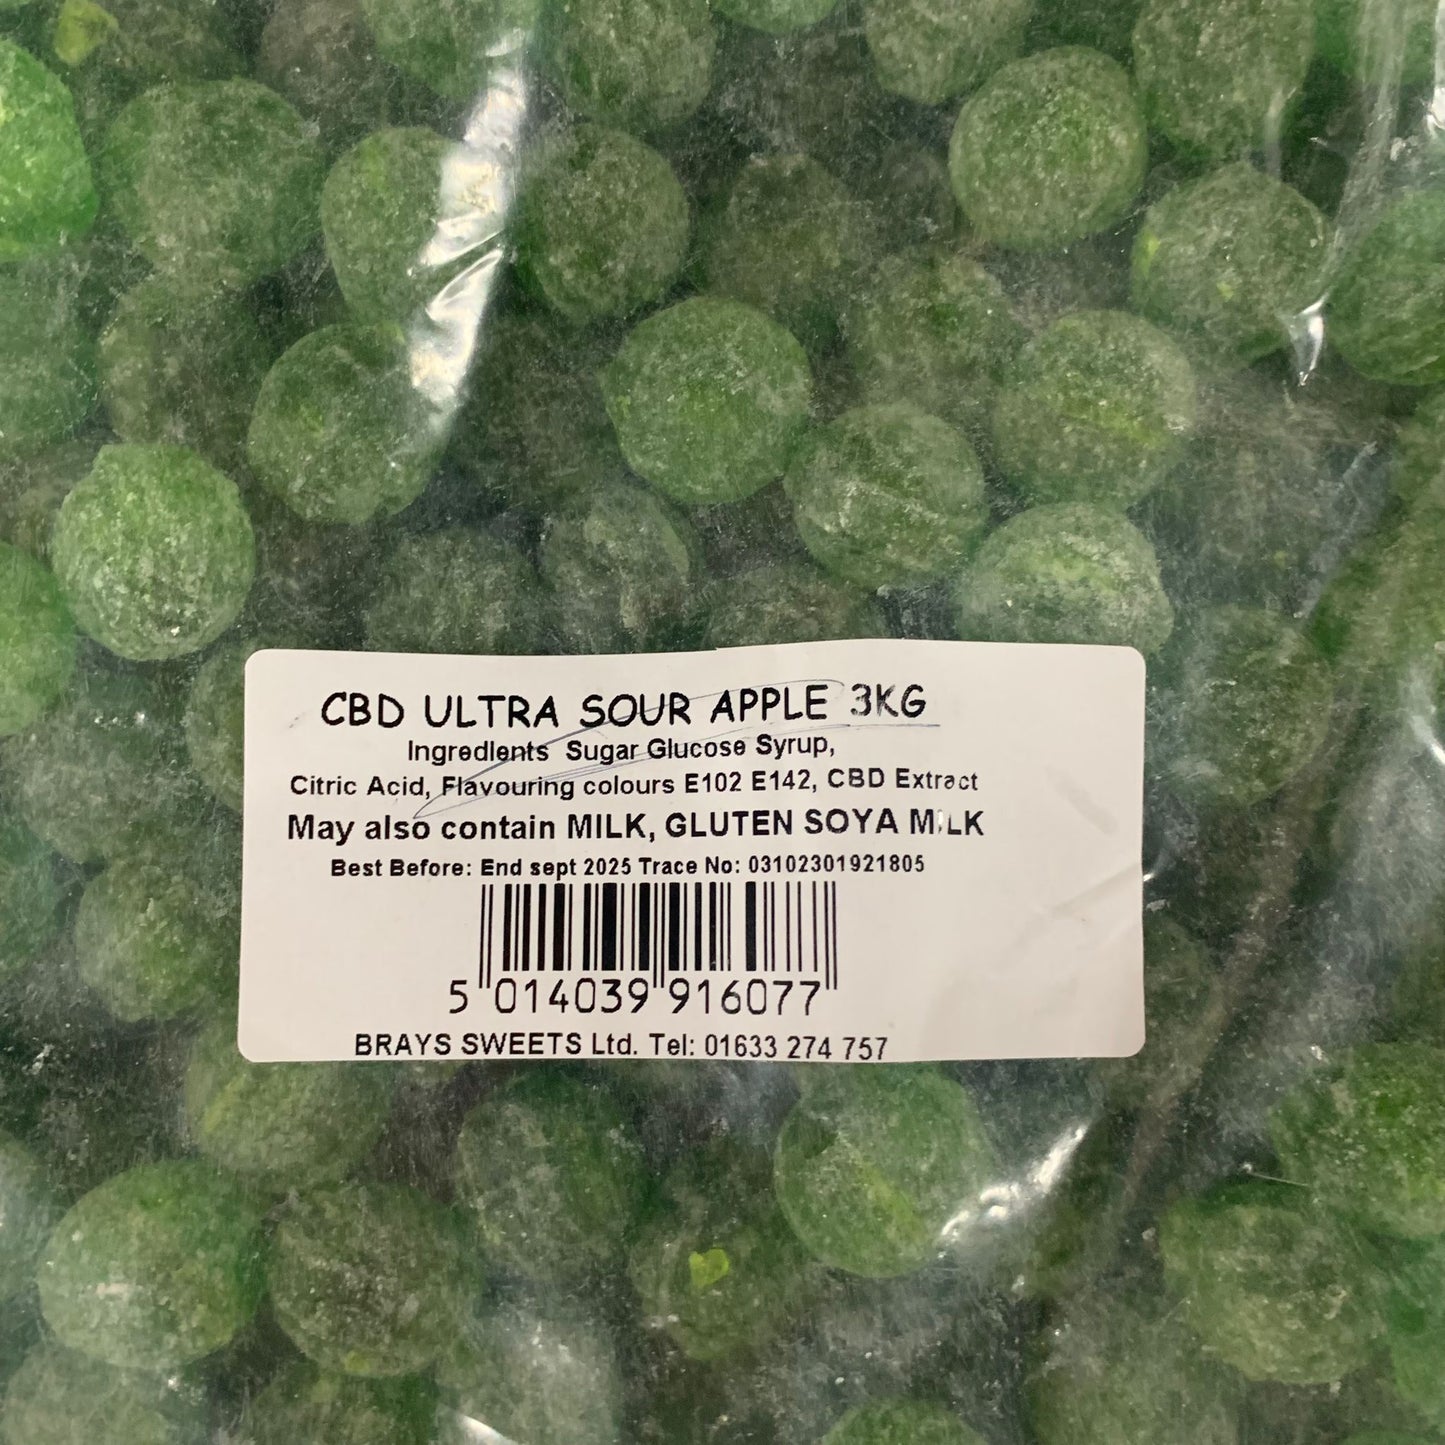 CBD ULTRA SOUR APPLE 3KG
Ingredients Sugar Glucose Syrup,
Citric Acid, Flavouring colours E102 E142, CBD Extract
May also contain MILK, GLUTEN SOYA MILK
Best Before: End sept 2025 Trace No: 03102301921805
5 014039 916077
BRAYS SWEETS Ltd. Tel: 01633 274 757